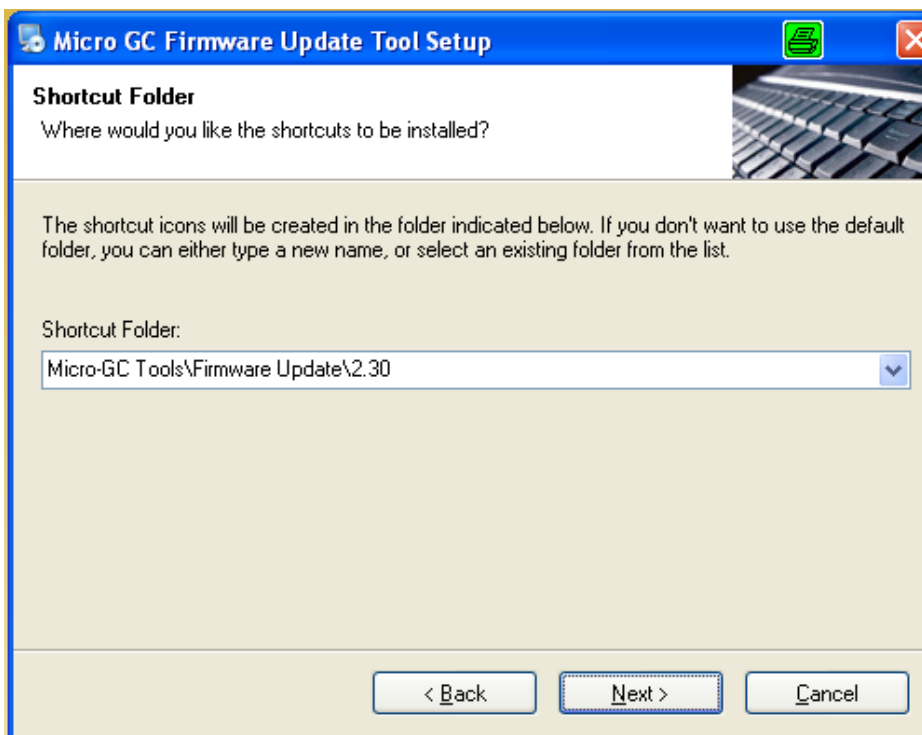 Micro GC Firmware Update Tool Setup
Shortcut Folder
Where would you like the shortcuts to be installed?
The shortcut icons will be created in the folder indicated below. If you don't want to use the default
folder, you can either type a new name, or select an existing folder from the list.
Shortcut Folder:
Micro-GC Tools\Firmware Update\2.30
< Back
Next >
Cancel